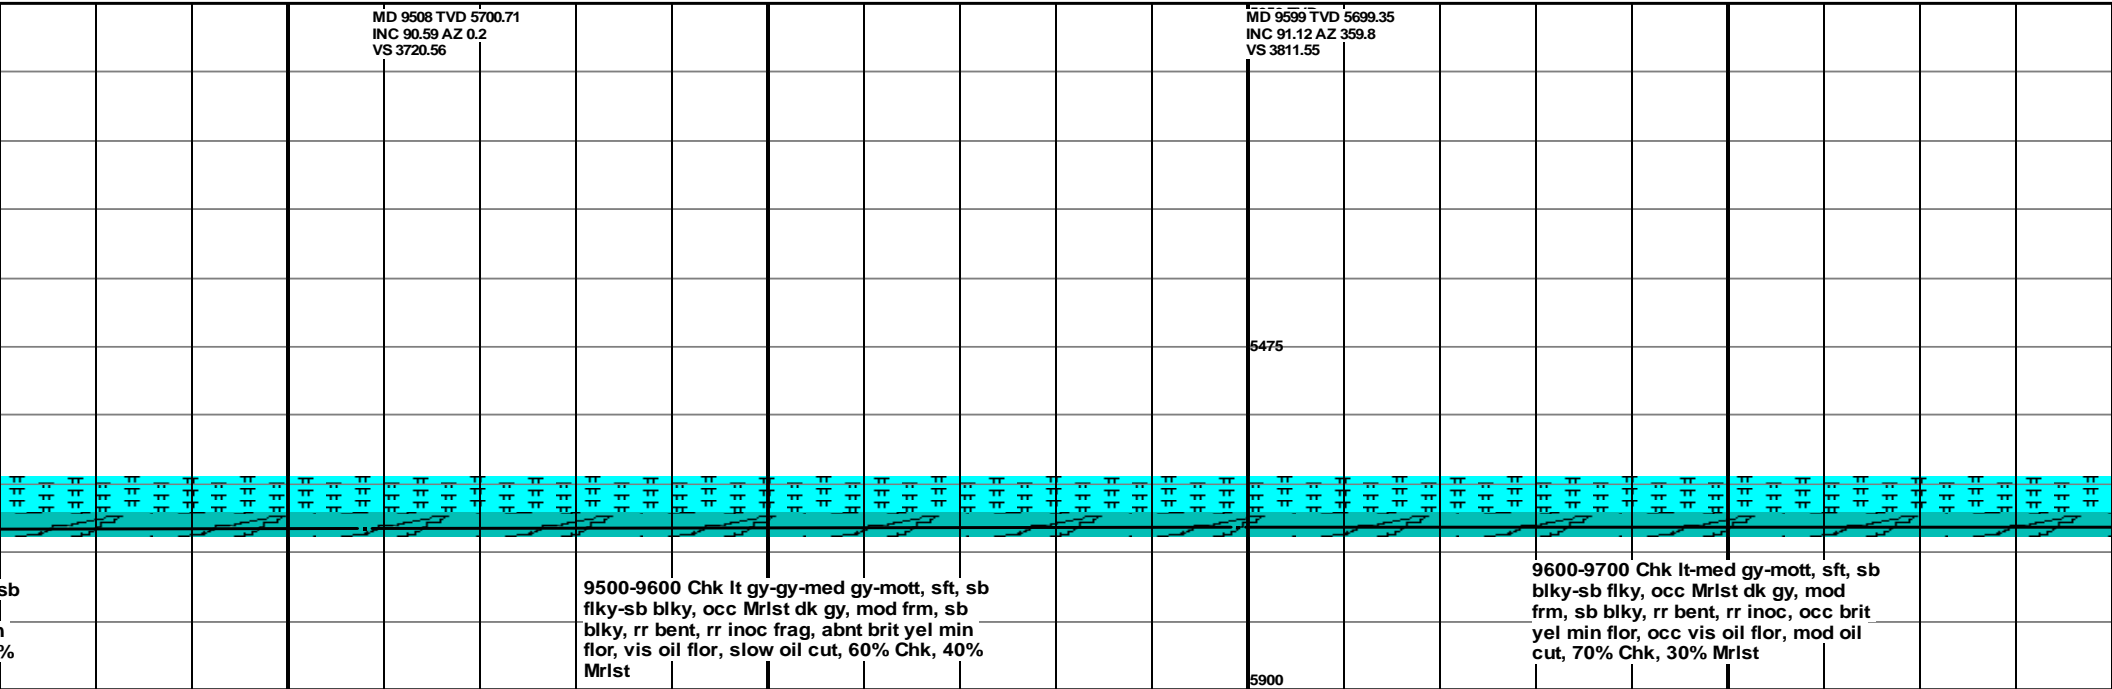 MD 9508 TVD 5700.71
INC 90.59 AZ 0.2
VS 3720.56
MD 9599 TVD 5699.35
INC 91.12 AZ 359.8
VS 3811.55
5475
sb
%
9500-9600 Chk lt gy-gy-med gy-mott, sft, sb
flky-sb blky, occ Mrlst dk gy, mod frm, sb
blky, rr bent, rr inoc frag, abnt brit yel min
flor, vis oil flor, slow oil cut, 60% Chk, 40%
Mrlst
9600-9700 Chk lt-med gy-mott, sft, sb
blky-sb flky, occ Mrlst dk gy, mod
frm, sb blky, rr bent, rr inoc, occ brit
yel min flor, occ vis oil flor, mod oil
cut, 70% Chk, 30% Mrlst
5900